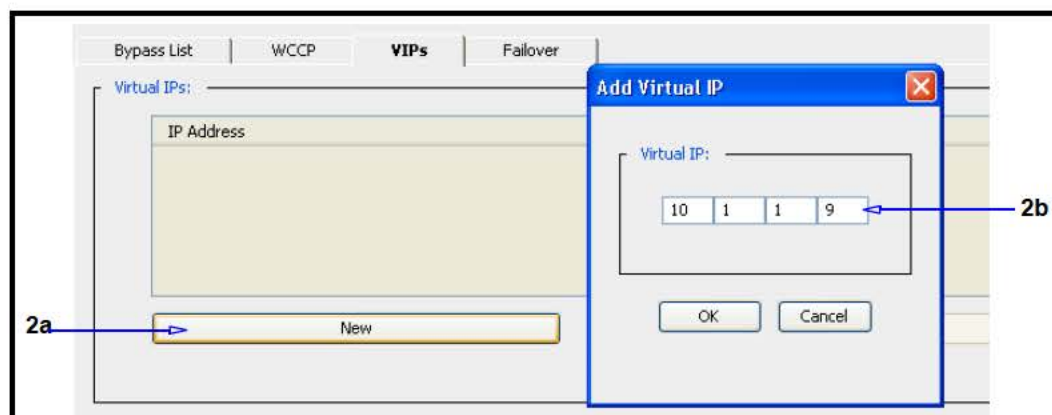 Bypass List WCCP VIPs Failover
Virtual IPs:
IP Address
Add Virtual IP
Virtual IP:
10 1 1 9
2b
OK Cancel
2a
New